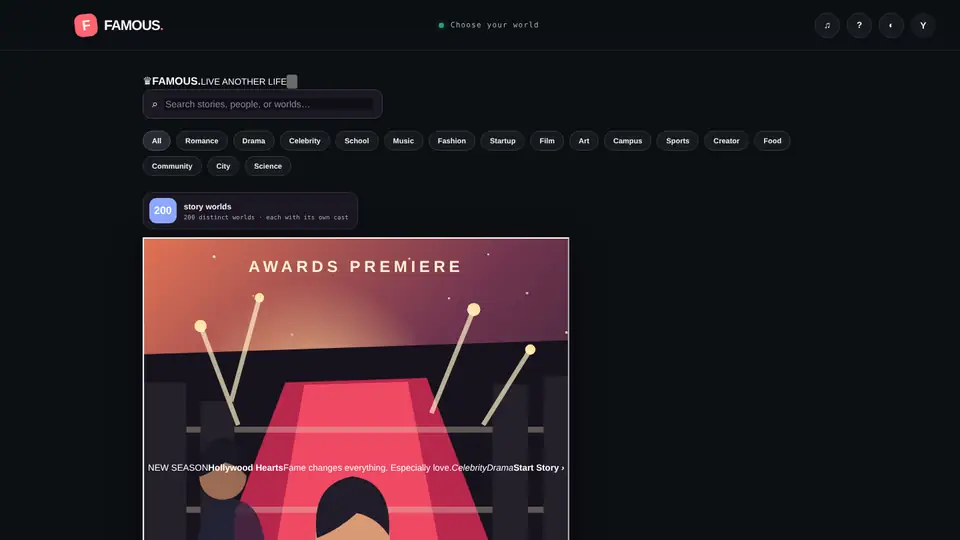 F FAMOUS. Choose your world ♫ ? Y
♛FAMOUS.LIVE ANOTHER LIFE
Search stories, people, or worlds…
All Romance Drama Celebrity School Music Fashion Startup Film Art Campus Sports Creator Food
Community City Science
200 story worlds
200 distinct worlds · each with its own cast
AWARDS PREMIERE
NEW SEASONHollywood HeartsFame changes everything. Especially love.CelebrityDramaStart Story ›